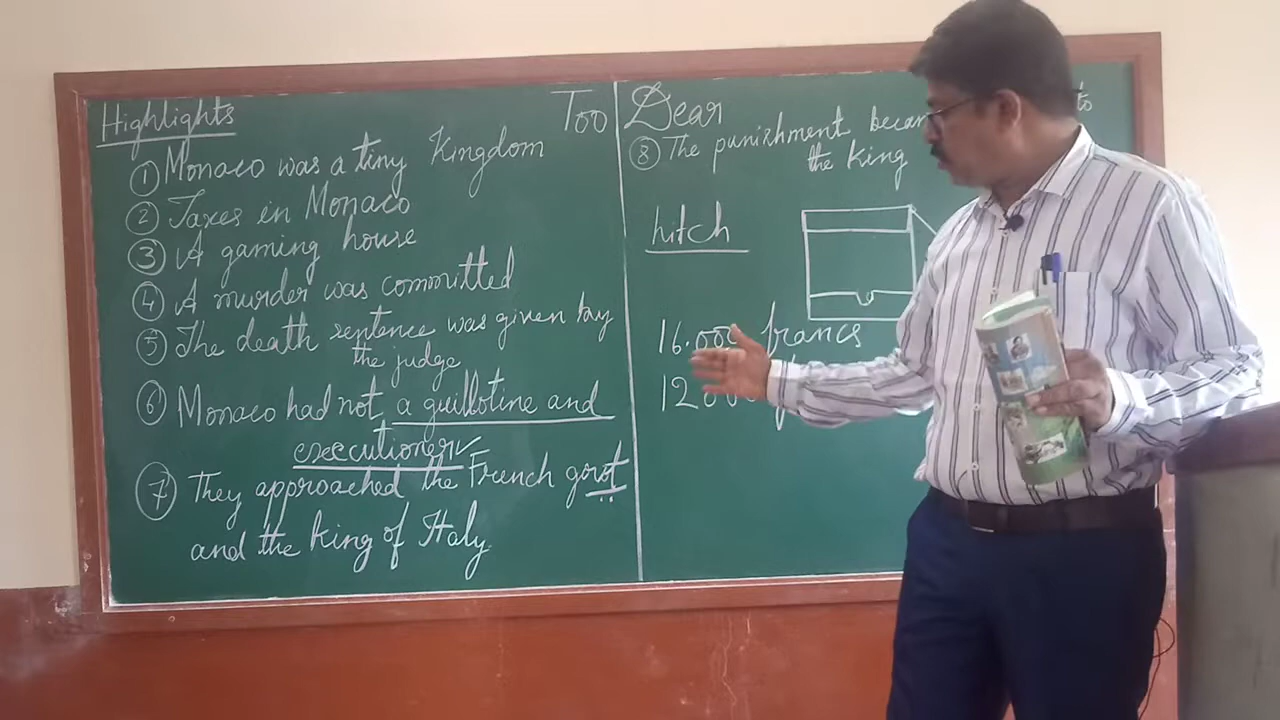 Highlights
Too Dear
① Monaco was a tiny Kingdom
② Taxes in Monaco
③ A gaming house
④ A murder was committed
⑤ The death sentence was given by
the judge
⑥ Monaco had not a guillotine and
executioner
⑦ They approached the French govt
and the king of Italy
⑧ The punishment
the King
hitch
16.000 francs